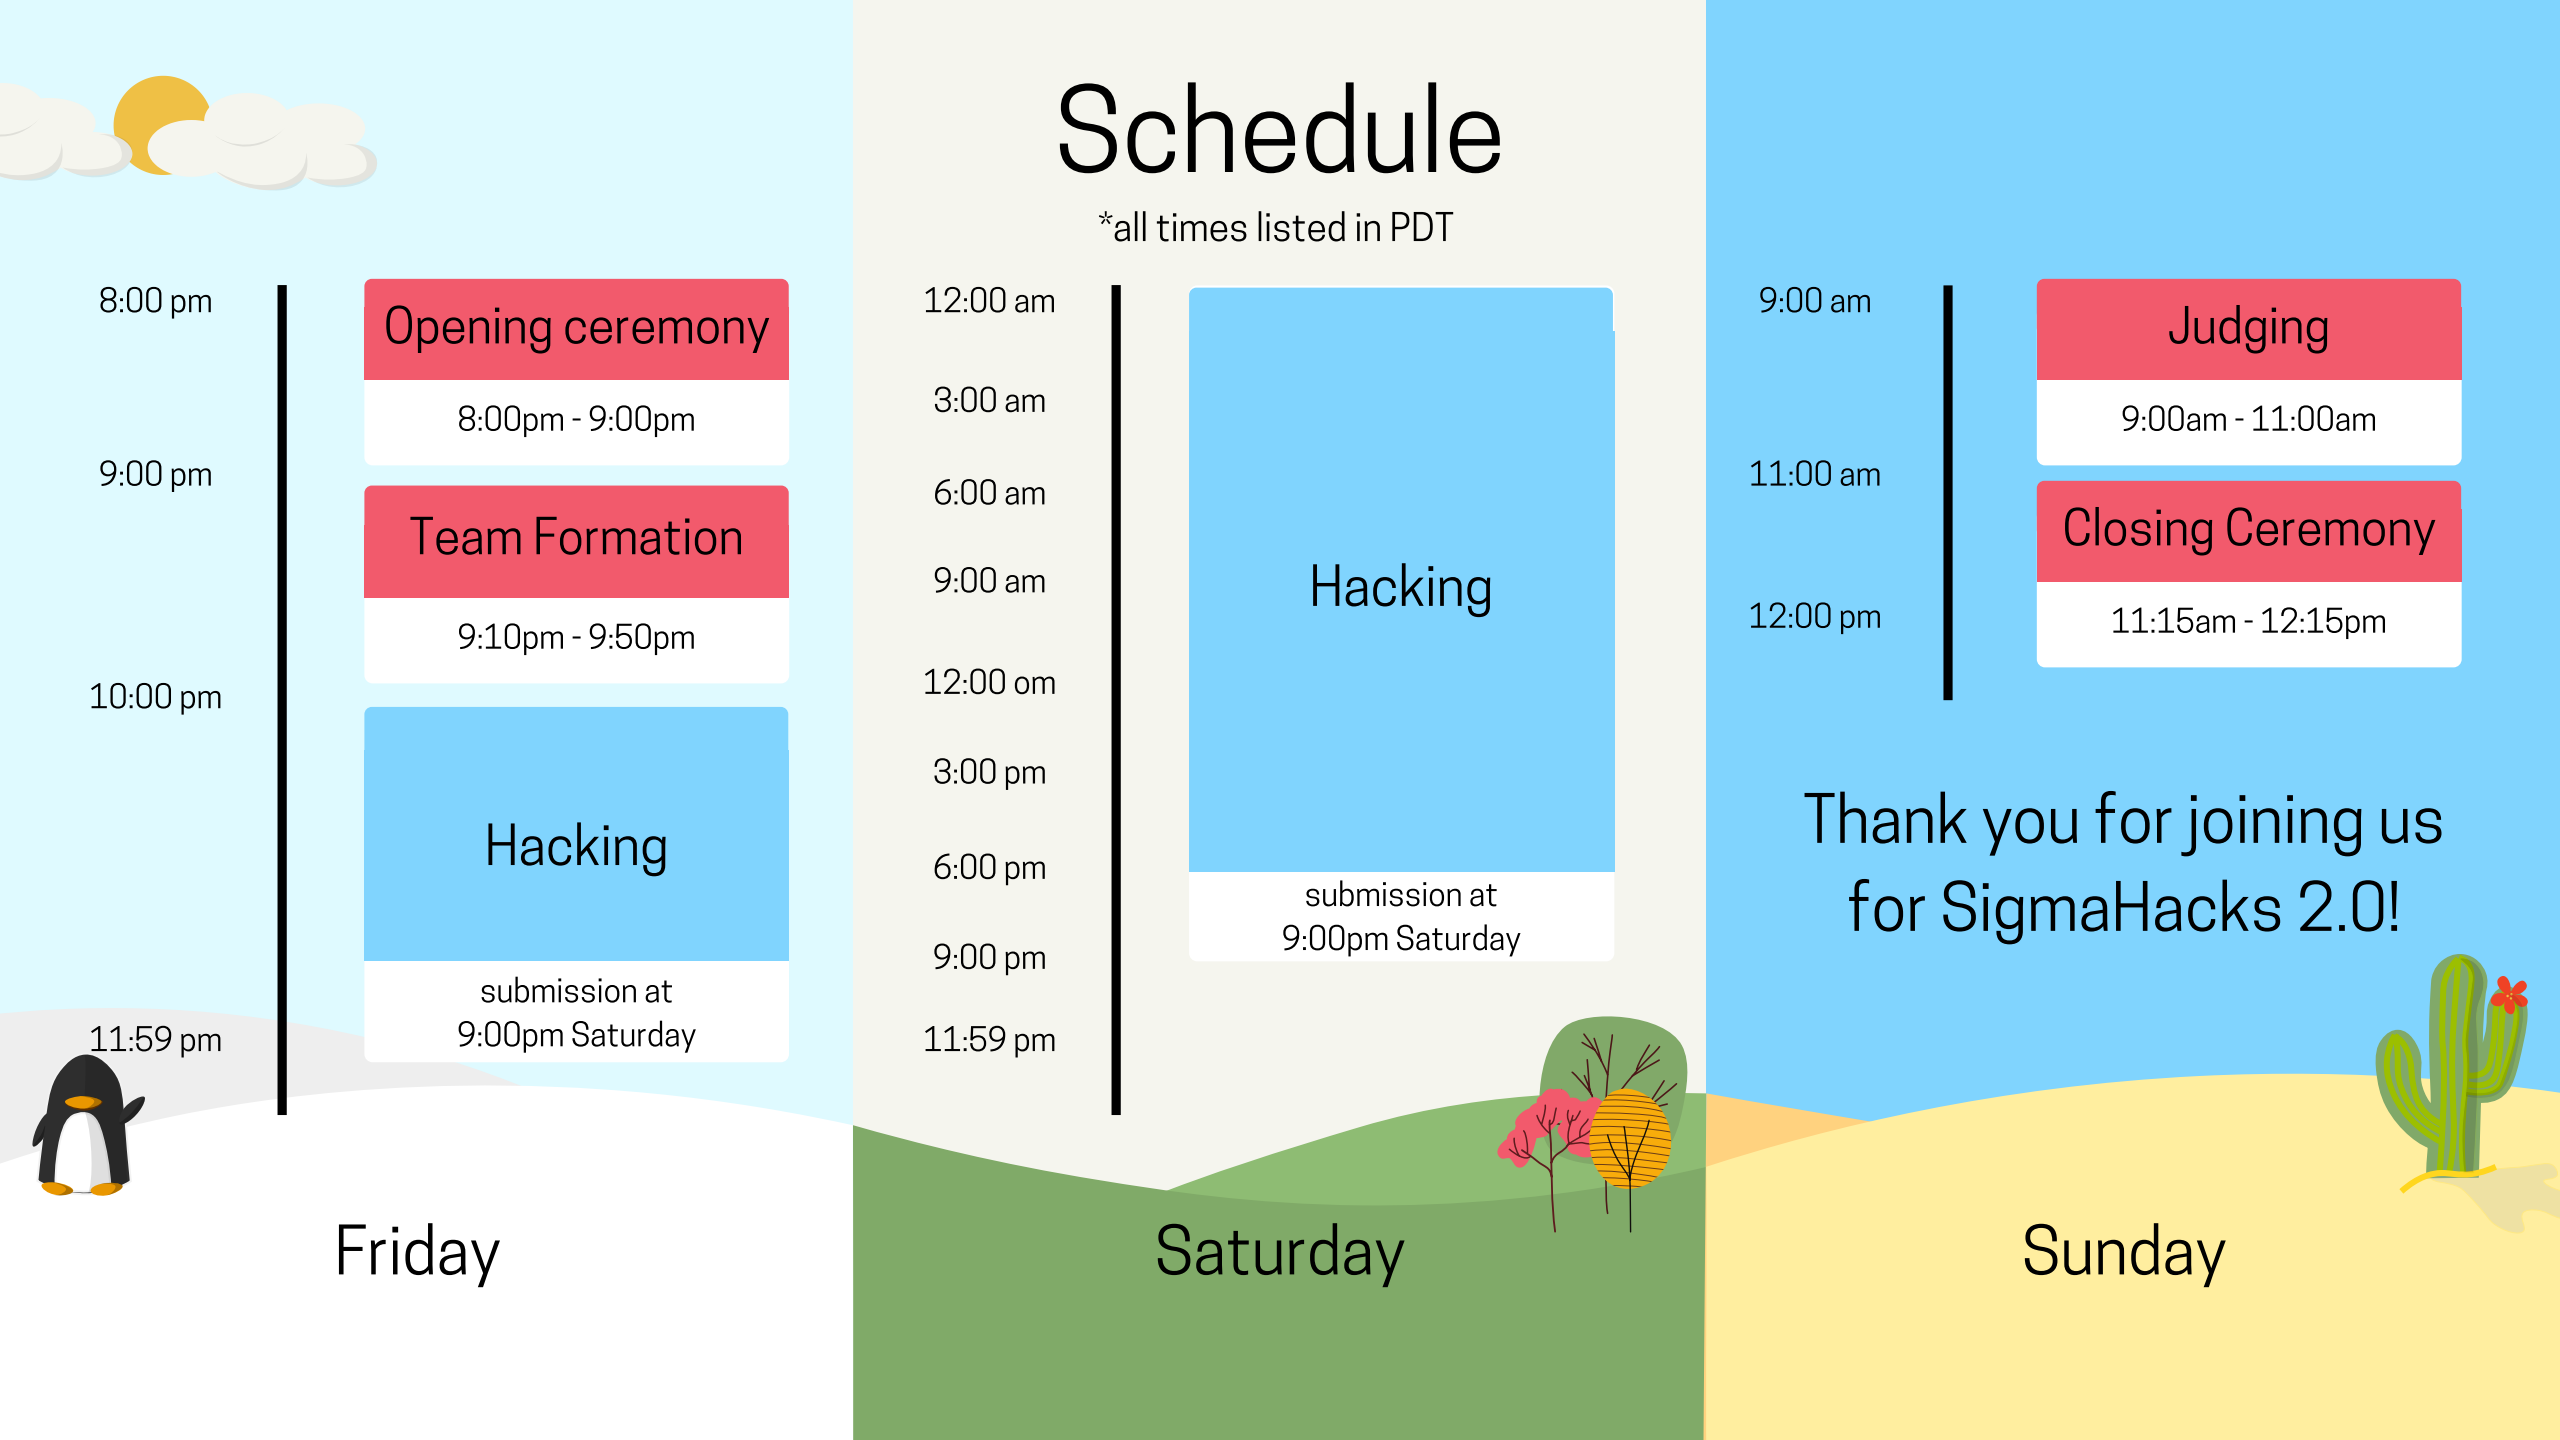 Schedule
*all times listed in PDT
8:00 pm
9:00 pm
10:00 pm
11:59 pm
Opening ceremony
8:00pm - 9:00pm
Team Formation
9:10pm - 9:50pm
Hacking
submission at
9:00pm Saturday
Friday
12:00 am
3:00 am
6:00 am
9:00 am
12:00 om
3:00 pm
6:00 pm
9:00 pm
11:59 pm
Hacking
submission at
9:00pm Saturday
Saturday
9:00 am
11:00 am
12:00 pm
Judging
9:00am - 11:00am
Closing Ceremony
11:15am - 12:15pm
Thank you for joining us
for SigmaHacks 2.0!
Sunday